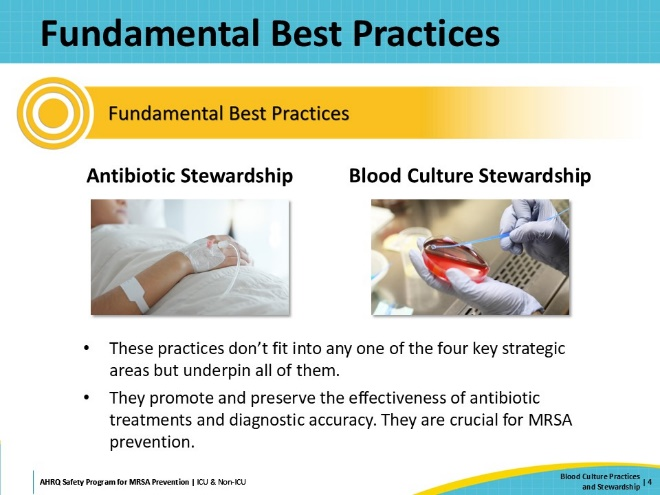 Fundamental Best Practices
Fundamental Best Practices
Antibiotic Stewardship
Blood Culture Stewardship
• These practices don’t fit into any one of the four key strategic
areas but underpin all of them.
• They promote and preserve the effectiveness of antibiotic
treatments and diagnostic accuracy. They are crucial for MRSA
prevention.
AHRQ Safety Program for MRSA Prevention | ICU & Non-ICU
Blood Culture Practices
and Stewardship | 4